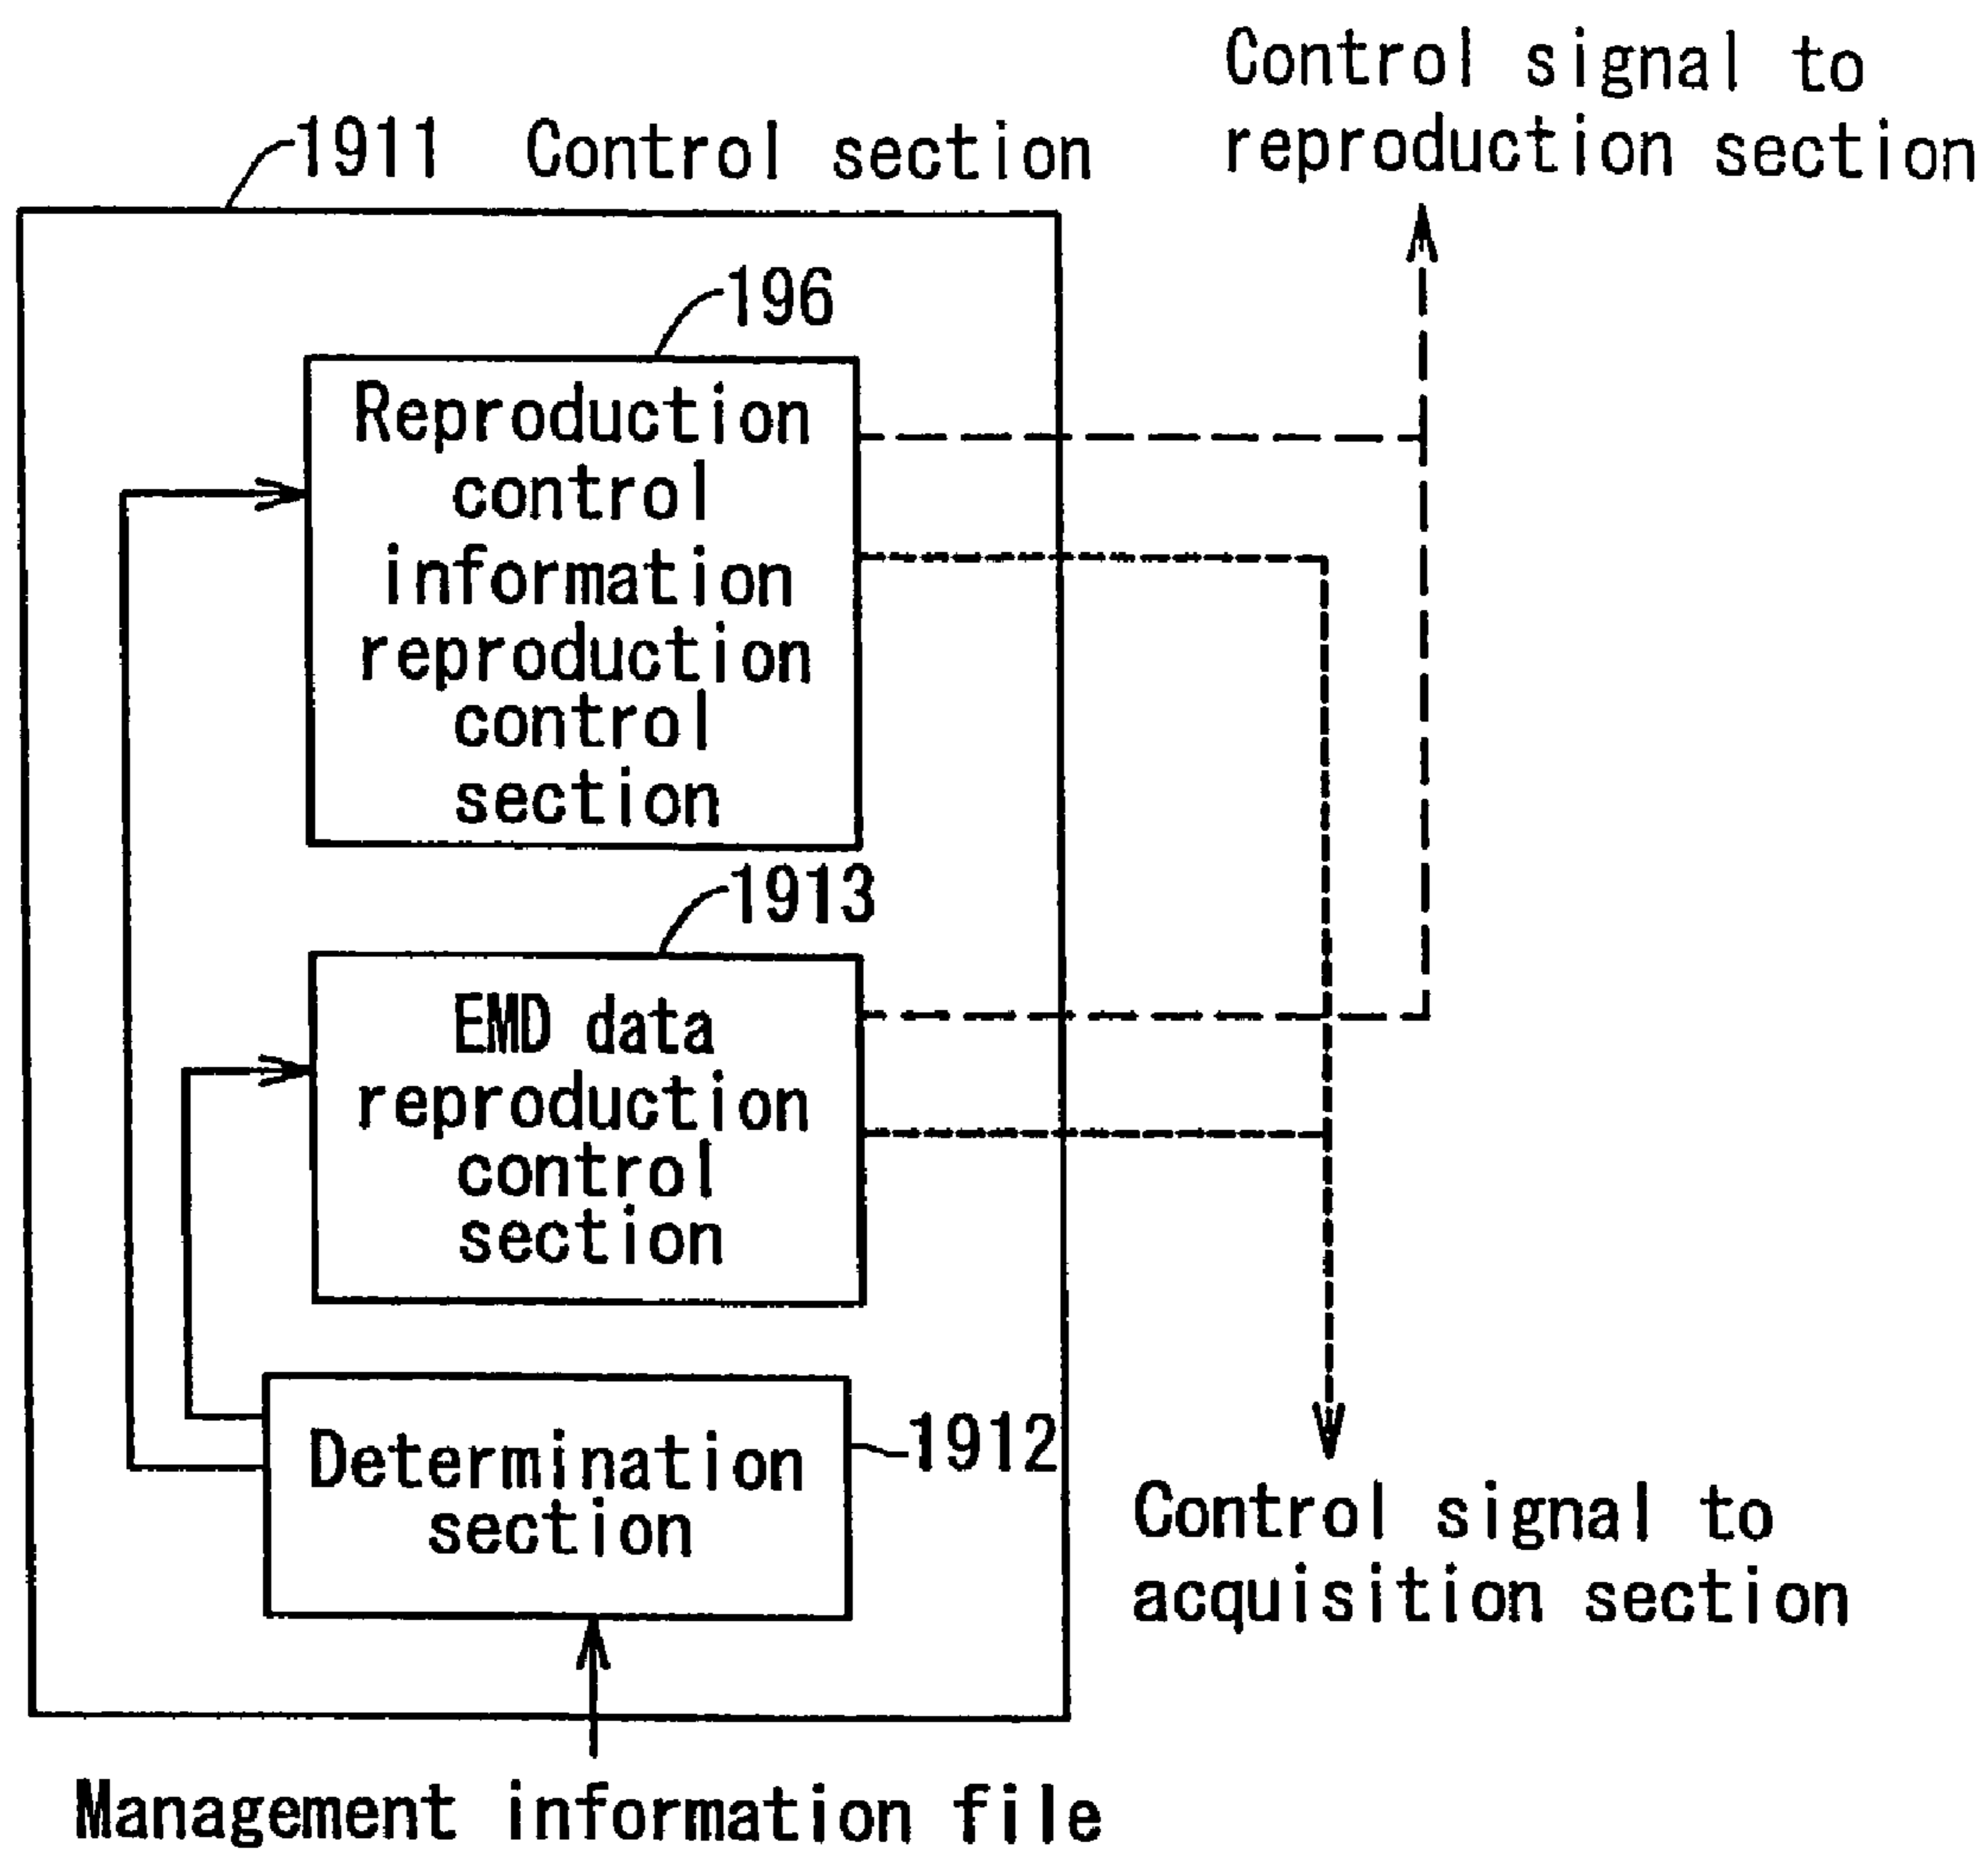 Control signal to
reproduction section
1911 Control section
196
Reproduction
control
information
reproduction
control
section
1913
EMD data
reproduction
control
section
1912
Determination
section
Control signal to
acquisition section
Management information file